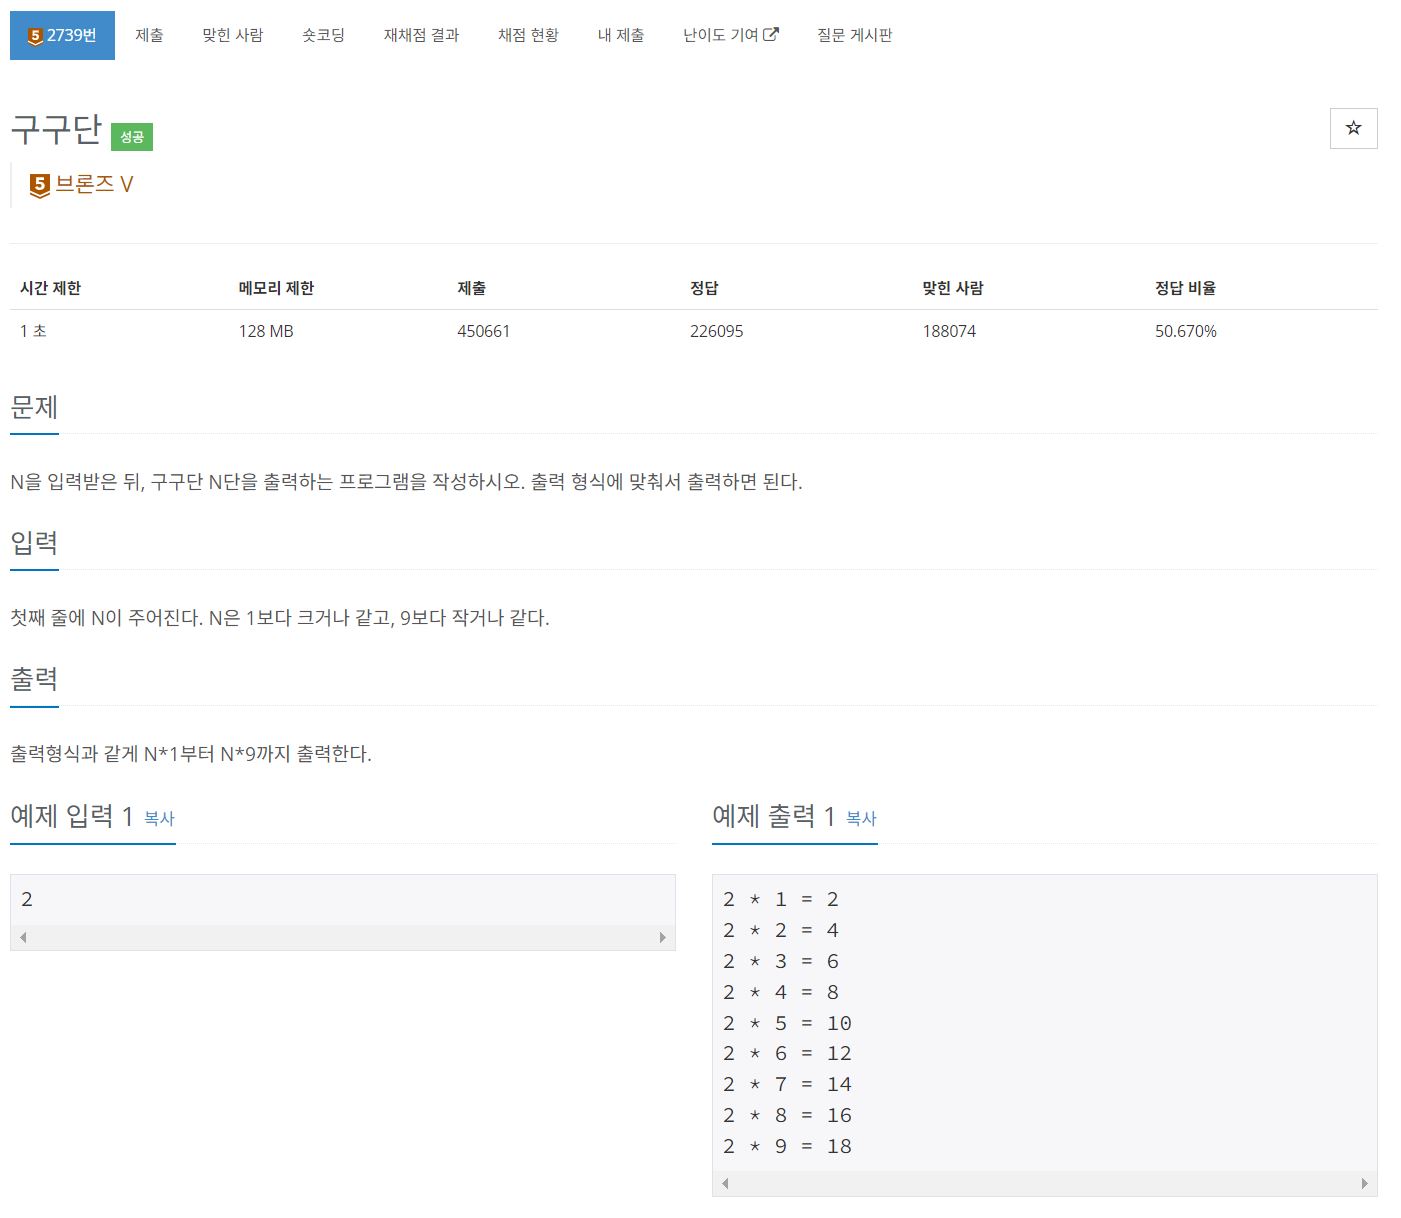 5 2739번 제출 맞힌 사람 숏코딩 재채점 결과 채점 현황 내 제출 난이도 기여 질문 게시판
구구단 성공
5 브론즈 V
시간 제한 메모리 제한 제출 정답 맞힌 사람 정답 비율
1 초 128 MB 450661 226095 188074 50.670%
문제
N을 입력받은 뒤, 구구단 N단을 출력하는 프로그램을 작성하시오. 출력 형식에 맞춰서 출력하면 된다.
입력
첫째 줄에 N이 주어진다. N은 1보다 크거나 같고, 9보다 작거나 같다.
출력
출력형식과 같게 N*1부터 N*9까지 출력한다.
예제 입력 1 복사
2
예제 출력 1 복사
2 * 1 = 2
2 * 2 = 4
2 * 3 = 6
2 * 4 = 8
2 * 5 = 10
2 * 6 = 12
2 * 7 = 14
2 * 8 = 16
2 * 9 = 18